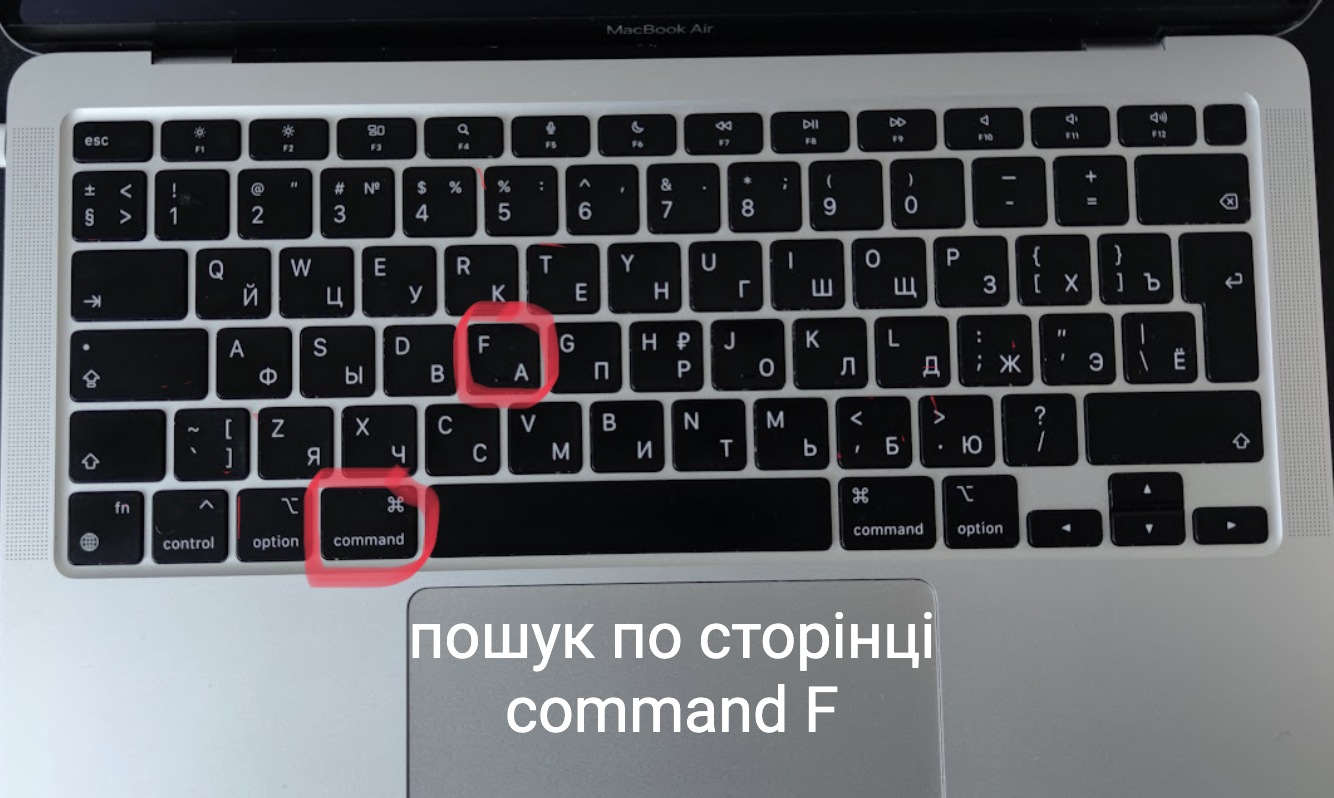 MacBook Air
esc F1 F2 F3 F4 F5 F6 F7 F8 F9 F10 F11 F12
± < ! @ " # № $ % % : ^ , & . * ; ( ) — +
§ > 1 2 3 4 5 6 7 8 9 0 - =
Q W E R T Y U I O P { }
Й Ц У К Е Н Г Ш Щ З [ Х ] Ъ
A S D F G H ₽ J K L : " |
Ф Ы В А П Р О Л Д ; Ж ' Э \ Ё
~ [ Z X C V B N M < > ?
` ] Я Ч С М И Т Ь , Б . Ю /
fn ^ ⌥ ⌘ ⌘ ⌥
control option command command option
пошук по сторінці
command F